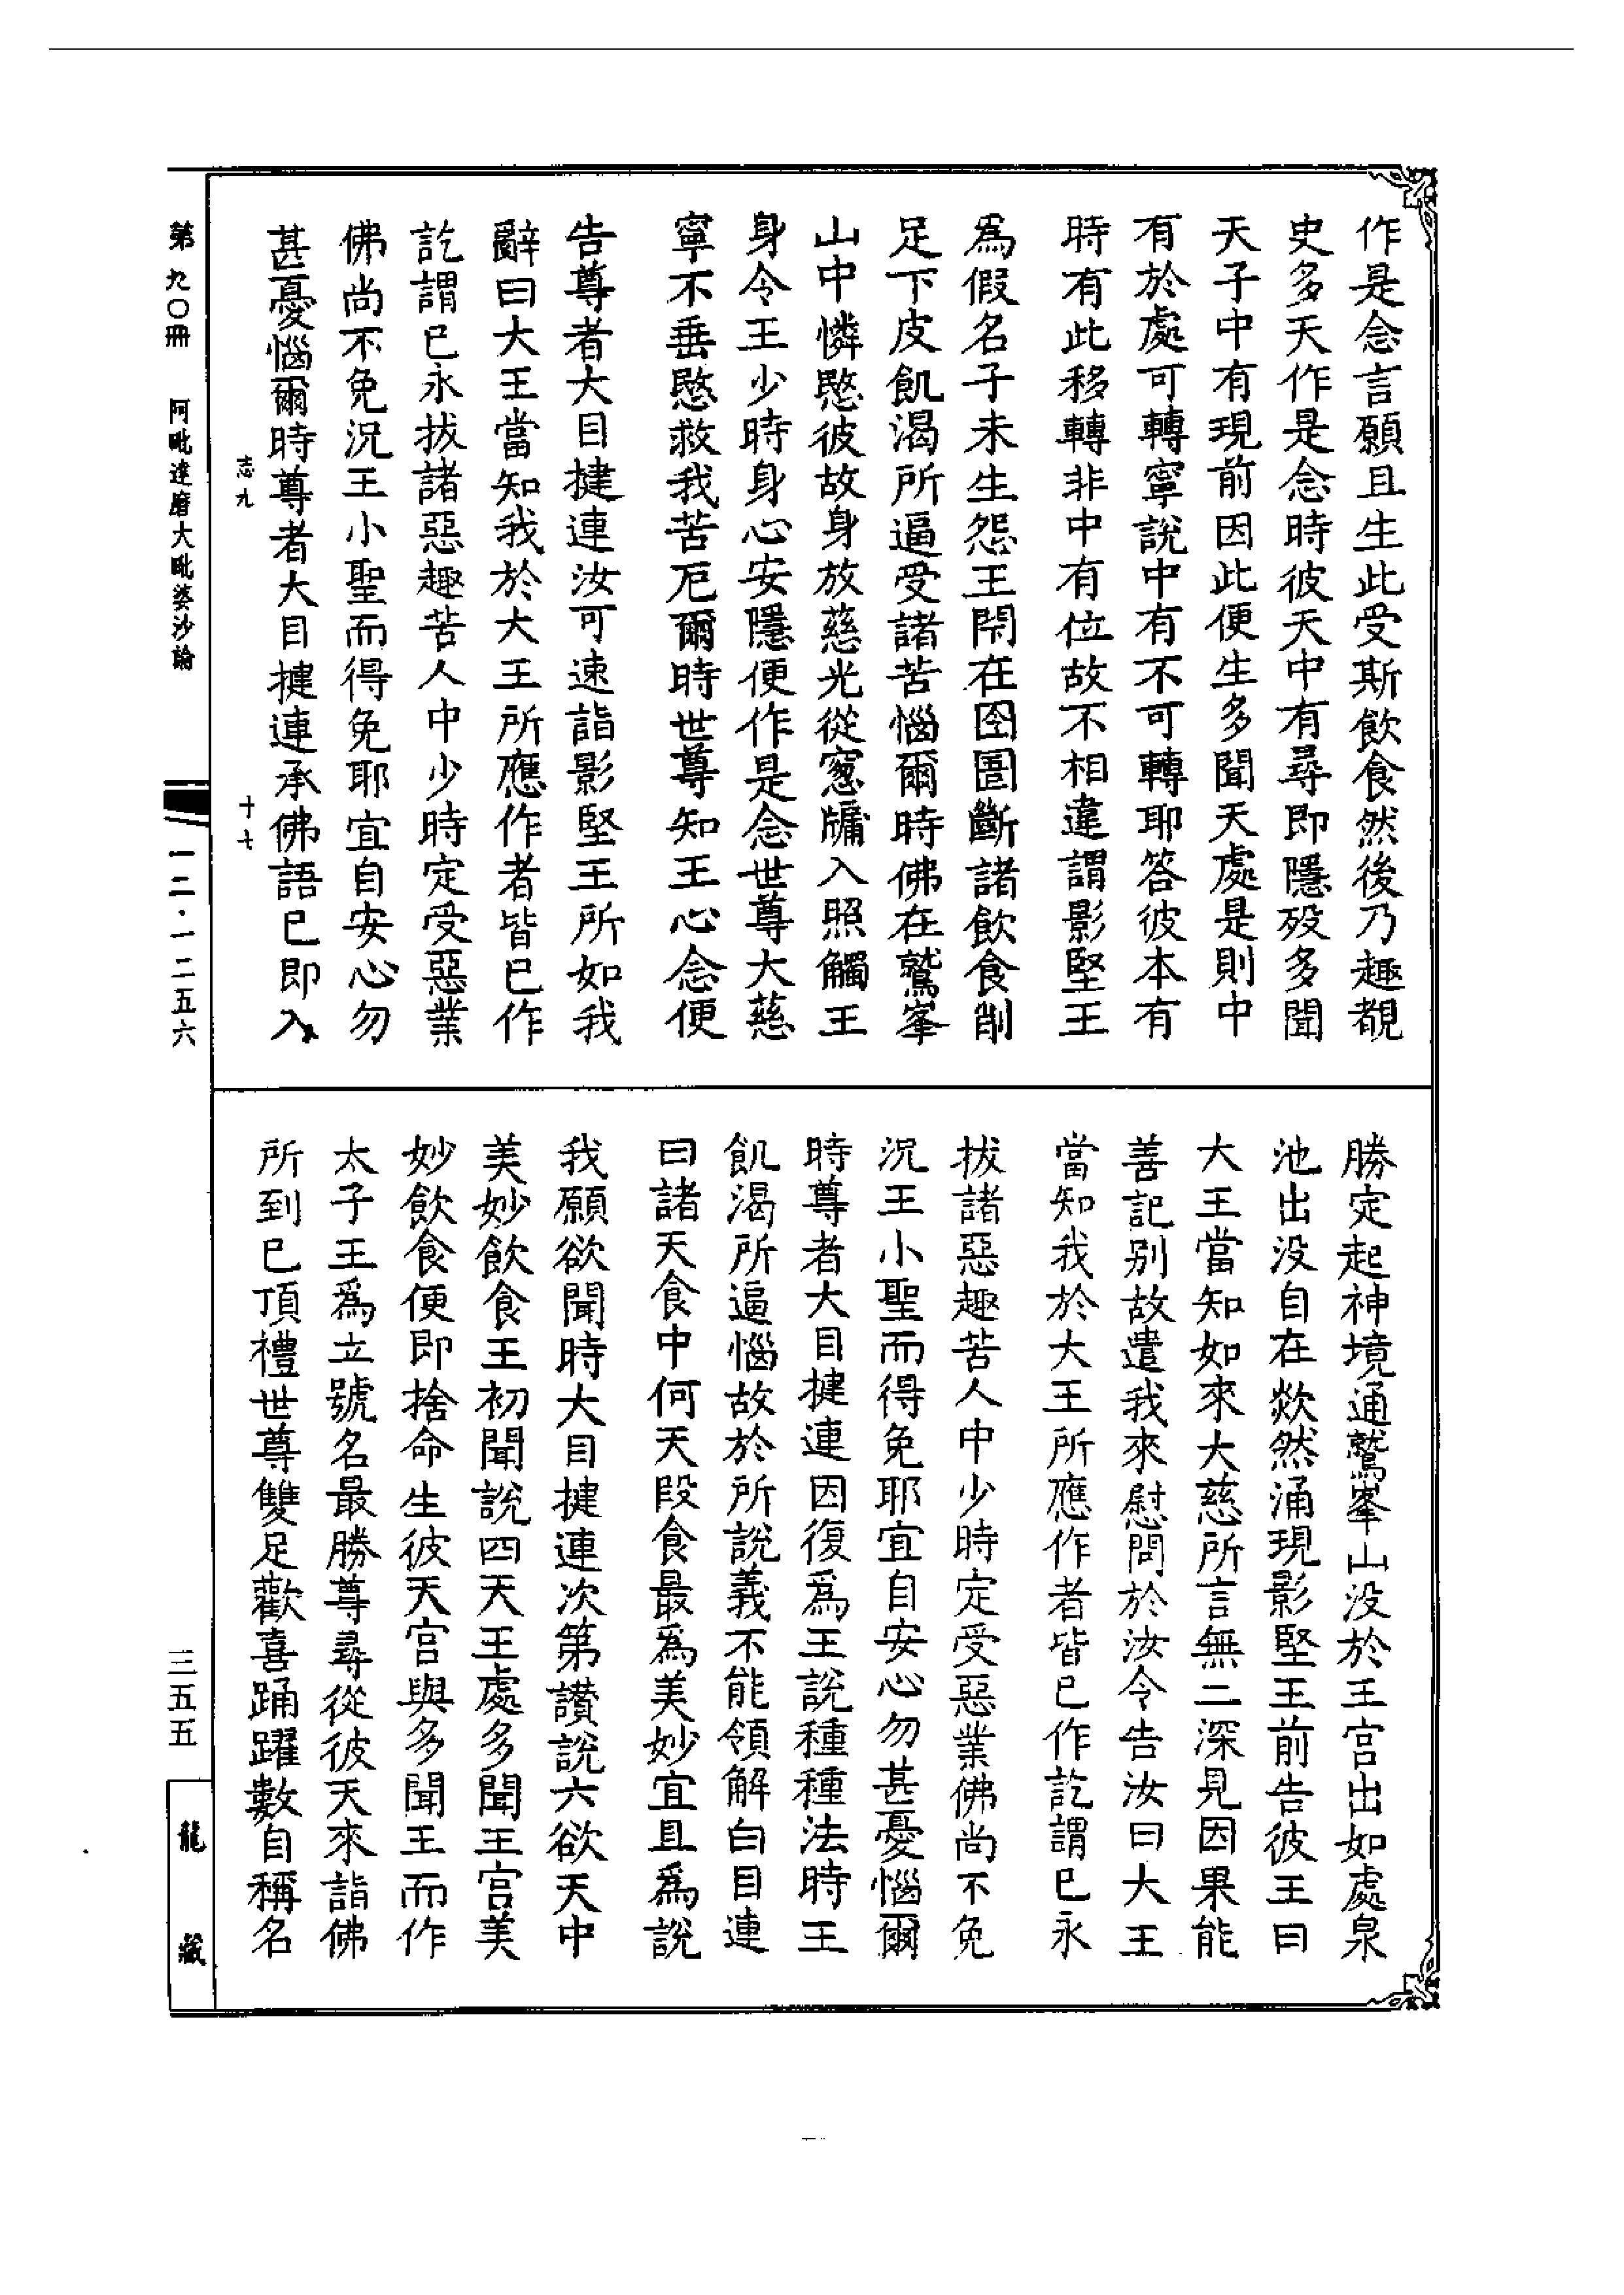 作是念言願且生此受斯飲食然後乃趣覩
史多天作是念時彼天中有尋即隱歿多聞
天子中有現前因此便生多聞天處是則中
有於處可轉寧說中有不可轉耶答彼本有
時有此移轉非中有位故不相違謂影堅王
為假名子未生怨王閇在囹圄斷諸飲食削
足下皮飢渴所逼受諸苦惱爾時佛在鷲峯
山中憐愍彼故身放慈光從窻牗入照觸王
身令王少時身心安隱便作是念世尊大慈
寧不垂愍救我苦厄爾時世尊知王心念便
告尊者大目揵連汝可速詣影堅王所如我
辭曰大王當知我於大王所應作者皆已作
訖謂已永拔諸惡趣苦人中少時定受惡業
佛尚不免況王小聖而得免耶宜自安心勿
甚憂惱爾時尊者大目揵連承佛語已即入
勝定起神境通鷲峯山没於王宮出如處泉
池出没自在欻然涌現影堅王前告彼王曰
大王當知如來大慈所言無二深見因果能
善記別故遣我來慰問於汝令告汝曰大王
當知我於大王所應作者皆已作訖謂已永
拔諸惡趣苦人中少時定受惡業佛尚不免
況王小聖而得免耶宜自安心勿甚憂惱爾
時尊者大目揵連因復為王說種種法時王
飢渴所逼惱故於所說義不能領解白目連
曰諸天食中何天段食最為美妙宜且為說
我願欲聞時大目揵連次第讚說六欲天中
美妙飲食王初聞說四天王處多聞王宮美
妙飲食便即捨命生彼天宮與多聞王而作
太子王為立號名最勝尊尋從彼天來詣佛
所到已頂禮世尊雙足歡喜踊躍數自稱名
志九
十七
第九〇冊
阿毗達磨大毗婆沙論
一二·一二五六
三五五
龍藏